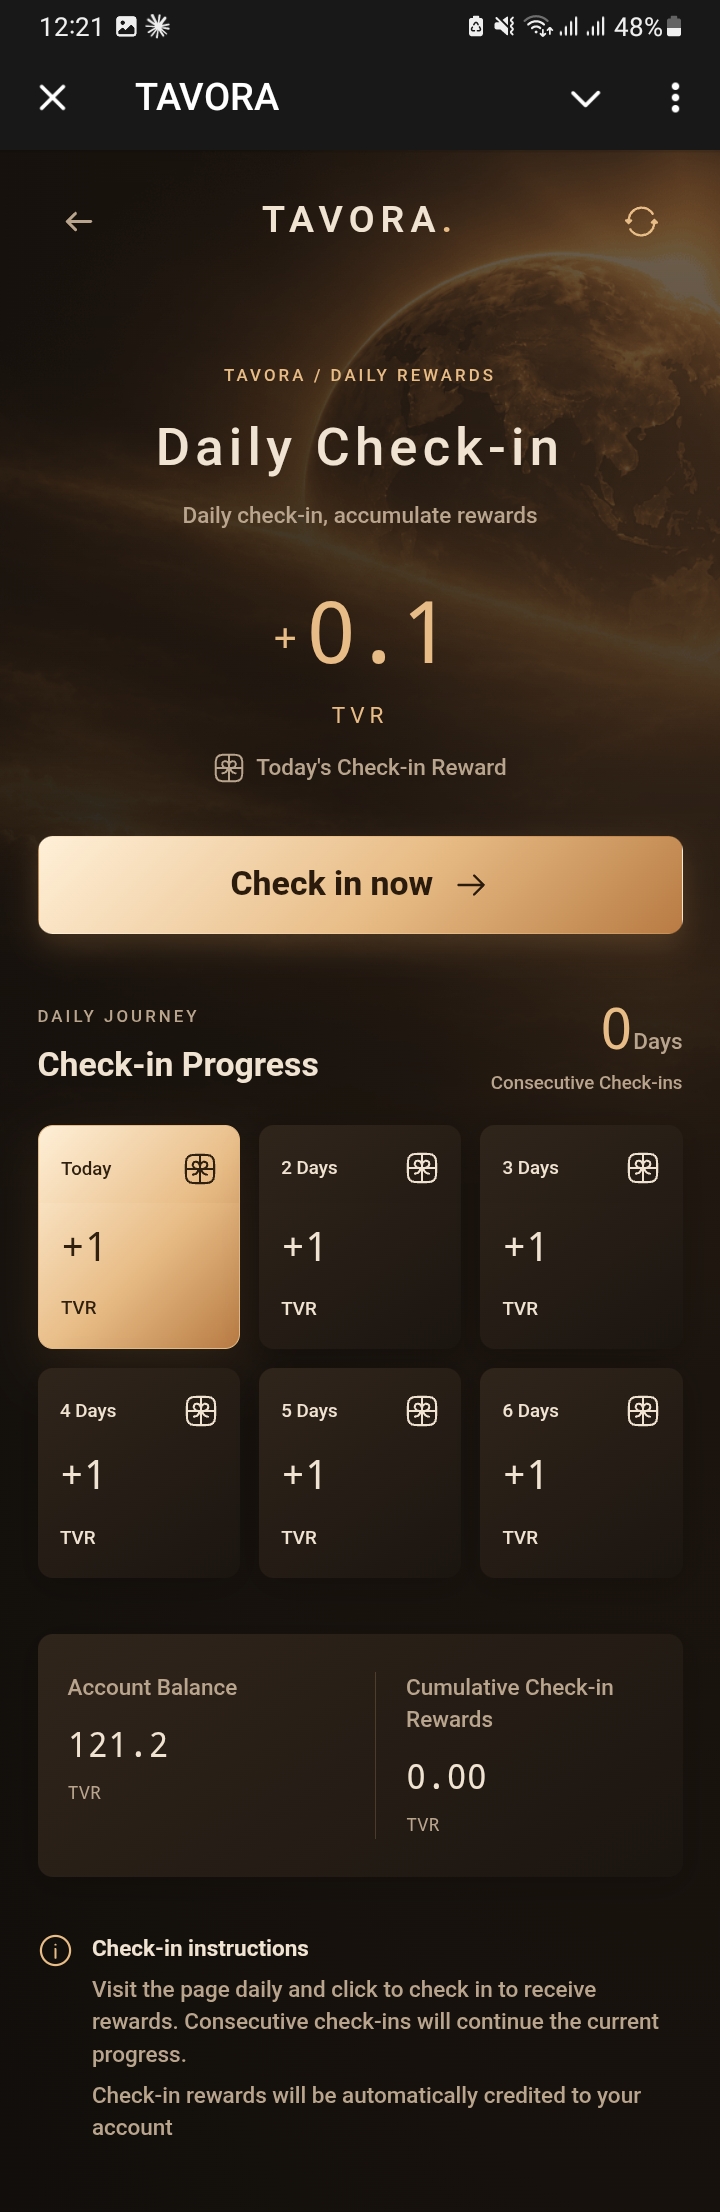 12:21
48%
TAVORA
TAVORA.
TAVORA / DAILY REWARDS
Daily Check-in
Daily check-in, accumulate rewards
+0.1
TVR
Today's Check-in Reward
Check in now →
DAILY JOURNEY
0 Days
Check-in Progress
Consecutive Check-ins
Today
+1
TVR
2 Days
+1
TVR
3 Days
+1
TVR
4 Days
+1
TVR
5 Days
+1
TVR
6 Days
+1
TVR
Account Balance
121.2
TVR
Cumulative Check-in
Rewards
0.00
TVR
Check-in instructions
Visit the page daily and click to check in to receive
rewards. Consecutive check-ins will continue the current
progress.
Check-in rewards will be automatically credited to your
account